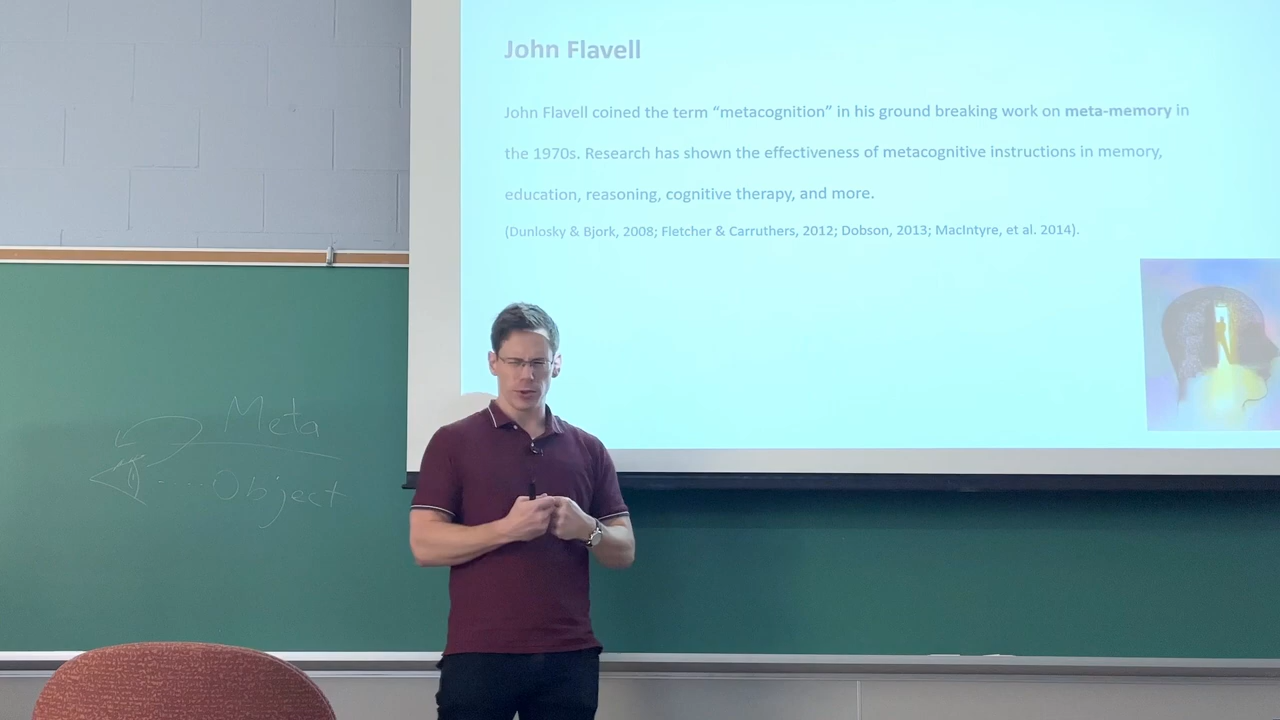 John Flavell
John Flavell coined the term “metacognition” in his ground breaking work on meta-memory in
the 1970s. Research has shown the effectiveness of metacognitive instructions in memory,
education, reasoning, cognitive therapy, and more.
(Dunlosky & Bjork, 2008; Fletcher & Carruthers, 2012; Dobson, 2013; MacIntyre, et al. 2014).
Meta
Object